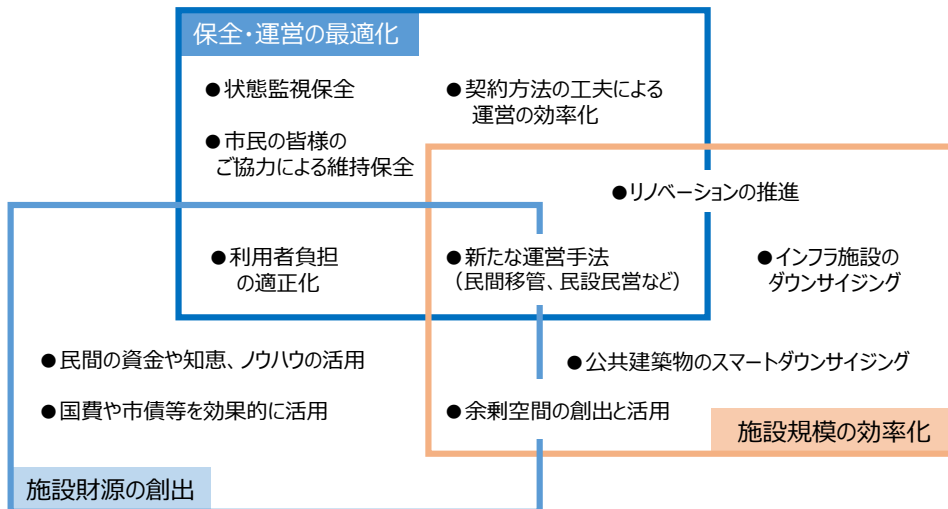 保全・運営の最適化
●状態監視保全
●契約方法の工夫による
運営の効率化
●市民の皆様の
ご協力による維持保全
●リノベーションの推進
●利用者負担
の適正化
●新たな運営手法
（民間移管、民設民営など）
●インフラ施設の
ダウンサイジング
●民間の資金や知恵、ノウハウの活用
●公共建築物のスマートダウンサイジング
●国費や市債等を効果的に活用
●余剰空間の創出と活用
施設規模の効率化
施設財源の創出